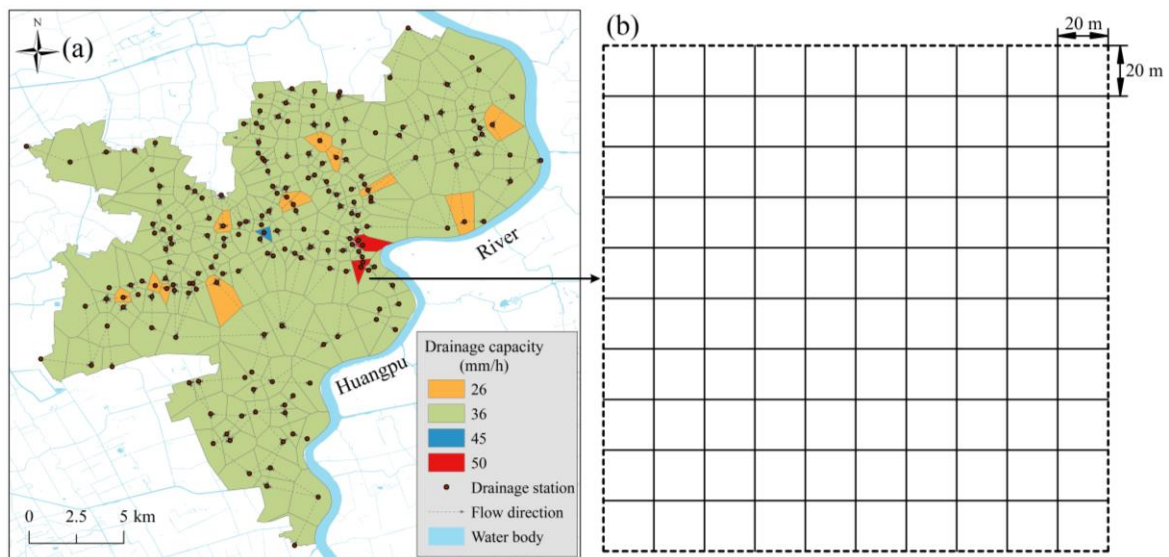 N
(a)
River
Huangpu
Drainage capacity
(mm/h)
26
36
45
50
Drainage station
Flow direction
Water body
0 2.5 5 km
(b)
20 m
20 m